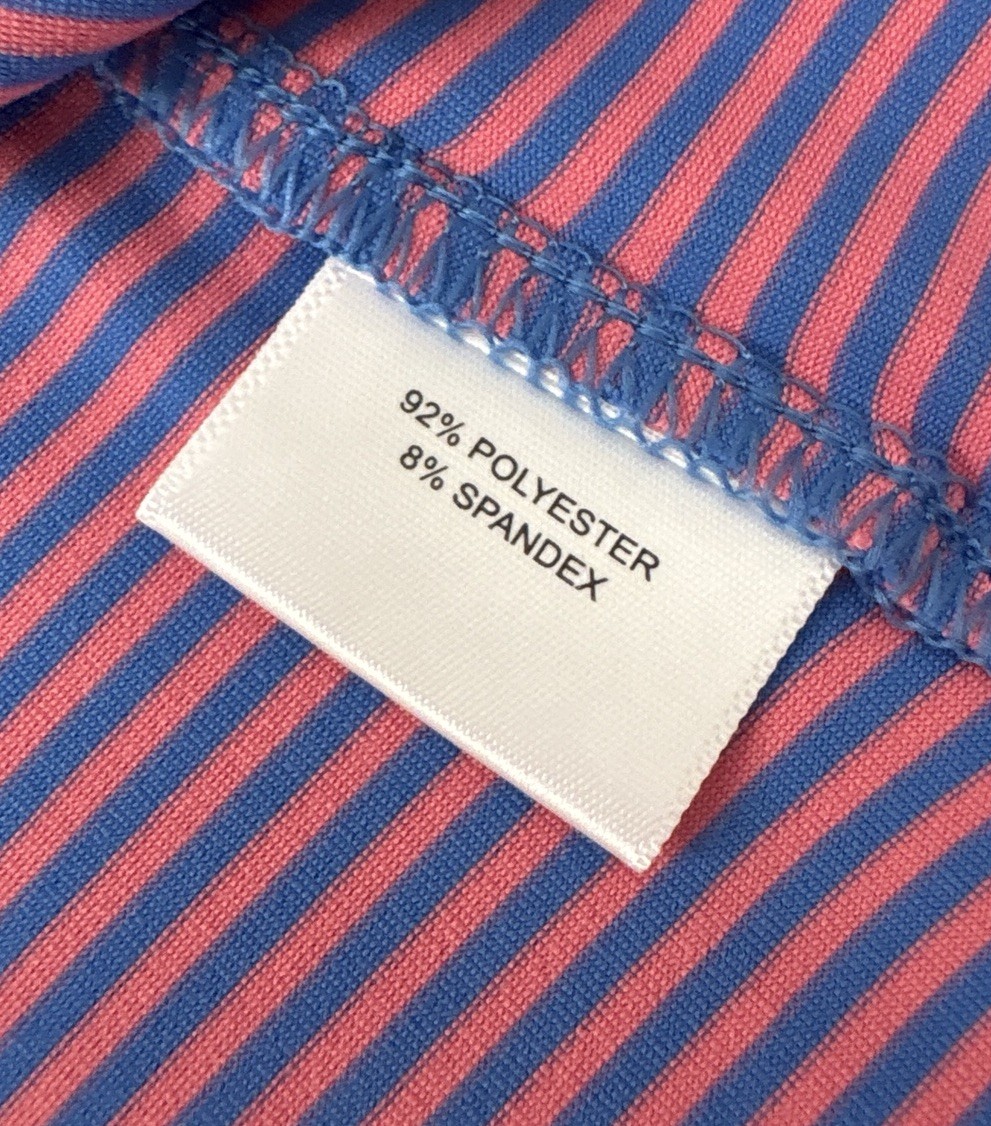 92% POLYESTER
8% SPANDEX